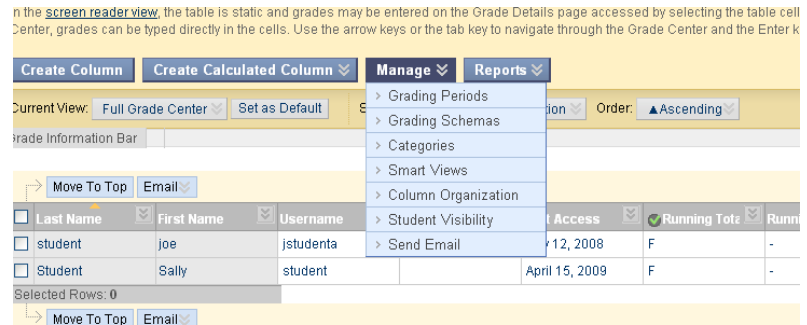 n the screen reader view, the table is static and grades may be entered on the Grade Details page accessed by selecting the table cell
Center, grades can be typed directly in the cells. Use the arrow keys or the tab key to navigate through the Grade Center and the Enter k
Create Column Create Calculated Column Manage Reports
Current View: Full Grade Center Set as Default S tion Order: ▲Ascending
Grade Information Bar
> Grading Periods
> Grading Schemas
> Categories
> Smart Views
> Column Organization
> Student Visibility
> Send Email
Move To Top Email
Last Name First Name Username t Access Running Tota Runni
student joe jstudenta y 12, 2008 F -
Student Sally student April 15, 2009 F -
Selected Rows: 0
Move To Top Email